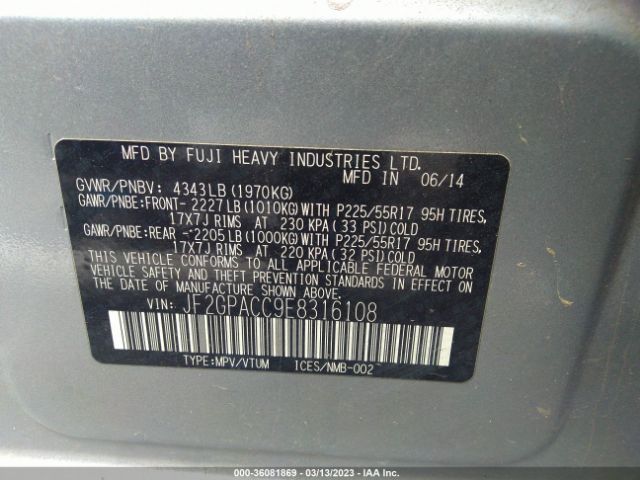 MFD BY FUJI HEAVY INDUSTRIES LTD.
MFD IN 06/14
GVWR/PNBV: 4343LB(1970KG)
GAWR/PNBE:FRONT- 2227LB(1010KG)WITH P225/55R17 95H TIRES,
17X7J RIMS AT 230 KPA(33 PSI)COLD
GAWR/PNBE:REAR -2205LB(1000KG)WITH P225/55R17 95H TIRES,
17X7J RIMS AT 220 KPA(32 PSI)COLD
THIS VEHICLE CONFORMS TO ALL APPLICABLE FEDERAL MOTOR
VEHICLE SAFETY AND THEFT PREVENTION STANDARDS IN EFFECT ON
THE DATE OF MANUFACTURE SHOWN ABOVE.
VIN: JF2GPACC9E8316108
TYPE:MPV/VTUM ICES/NMB-002
000-36081869 — 03/13/2023 — IAA, Inc.